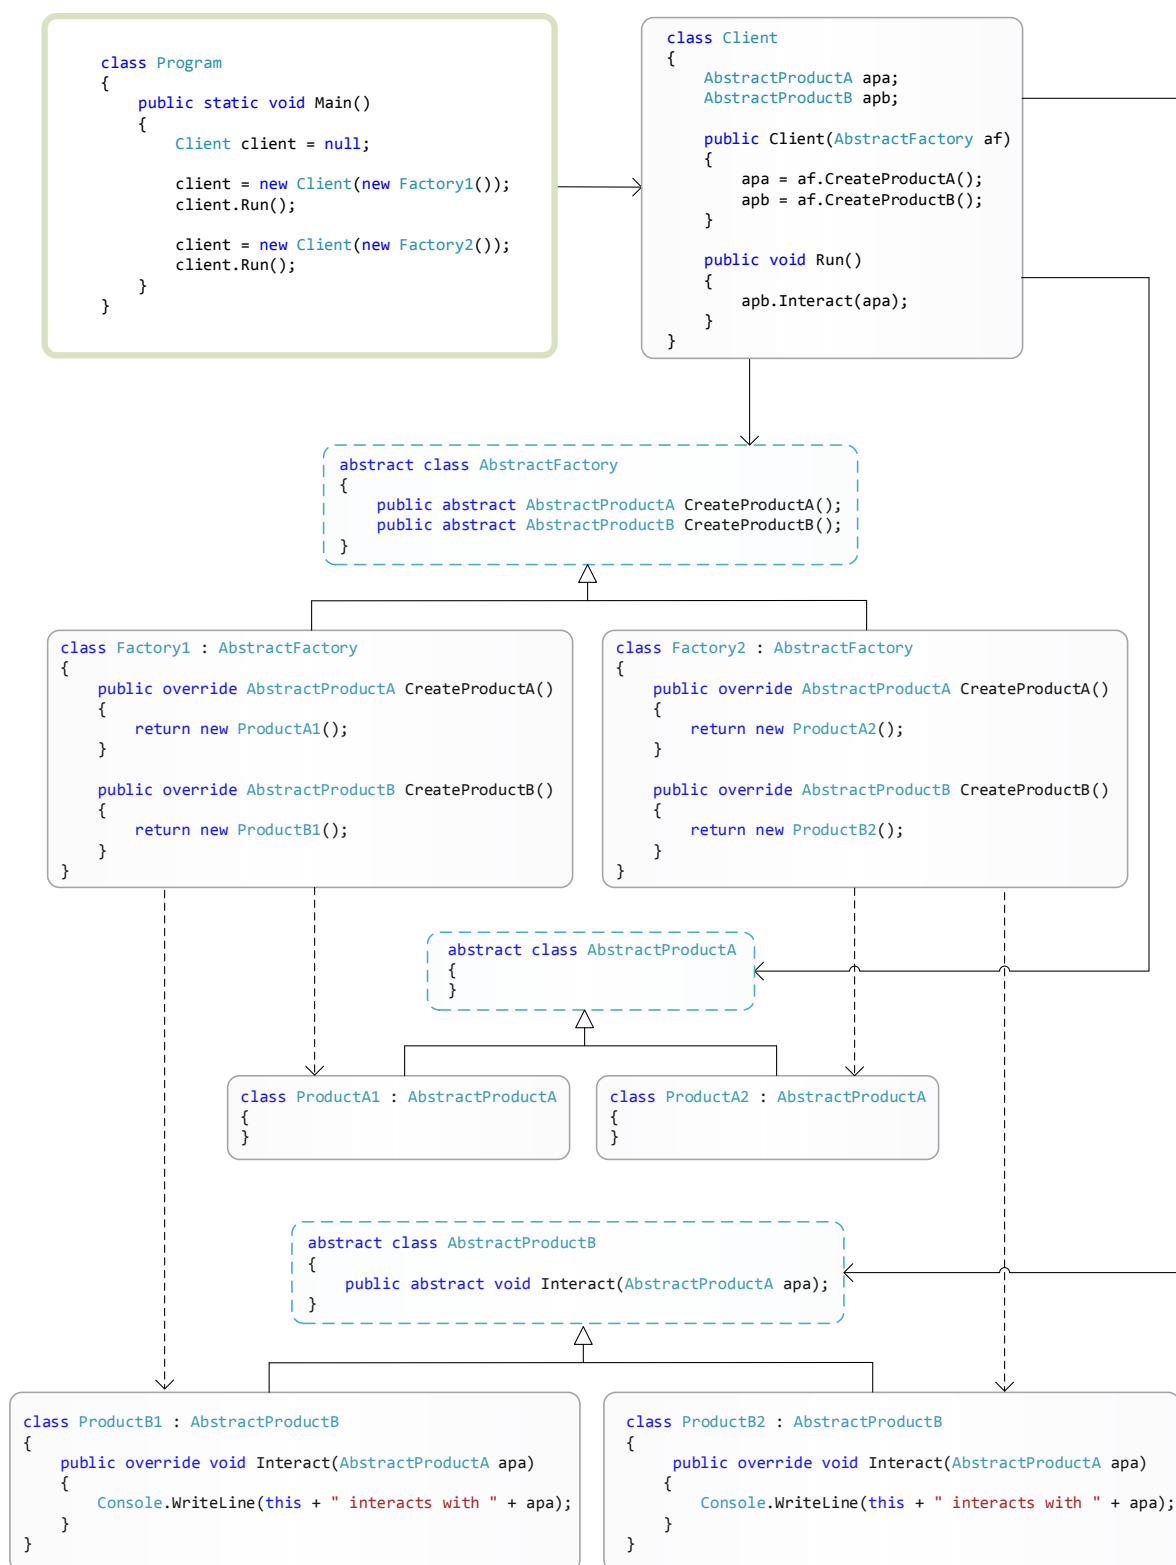 class Program
{
    public static void Main()
    {
        Client client = null;
        client = new Client(new Factory1());
        client.Run();
        client = new Client(new Factory2());
        client.Run();
    }
}
class Client
{
    AbstractProductA apa;
    AbstractProductB apb;
    public Client(AbstractFactory af)
    {
        apa = af.CreateProductA();
        apb = af.CreateProductB();
    }
    public void Run()
    {
        apb.Interact(apa);
    }
}
abstract class AbstractFactory
{
    public abstract AbstractProductA CreateProductA();
    public abstract AbstractProductB CreateProductB();
}
class Factory1 : AbstractFactory
{
    public override AbstractProductA CreateProductA()
    {
        return new ProductA1();
    }
    public override AbstractProductB CreateProductB()
    {
        return new ProductB1();
    }
}
class Factory2 : AbstractFactory
{
    public override AbstractProductA CreateProductA()
    {
        return new ProductA2();
    }
    public override AbstractProductB CreateProductB()
    {
        return new ProductB2();
    }
}
abstract class AbstractProductA
{
}
class ProductA1 : AbstractProductA
{
}
class ProductA2 : AbstractProductA
{
}
abstract class AbstractProductB
{
    public abstract void Interact(AbstractProductA apa);
}
class ProductB1 : AbstractProductB
{
    public override void Interact(AbstractProductA apa)
    {
        Console.WriteLine(this + " interacts with " + apa);
    }
}
class ProductB2 : AbstractProductB
{
     public override void Interact(AbstractProductA apa)
    {
        Console.WriteLine(this + " interacts with " + apa);
    }
}